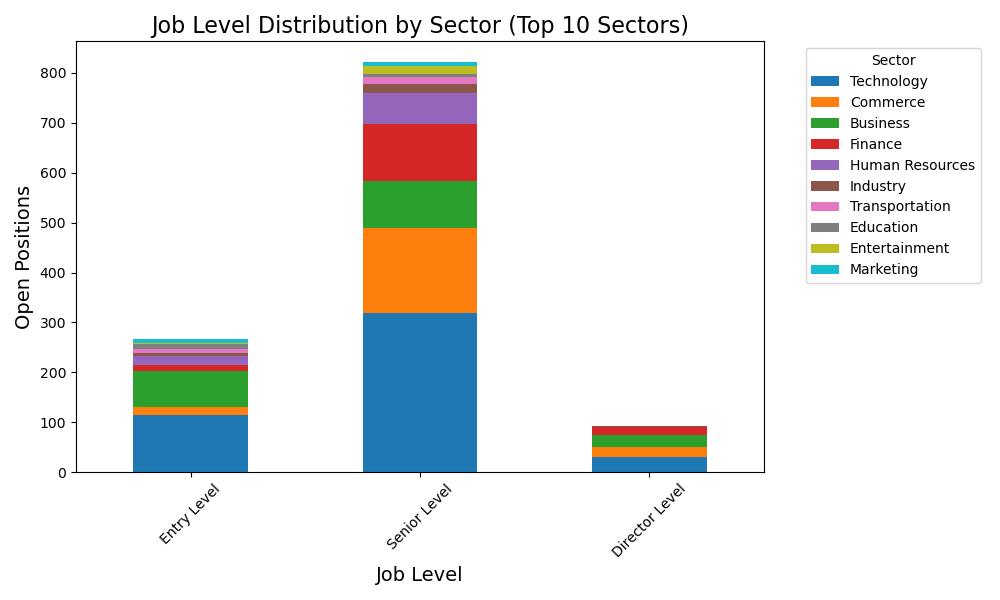 Job Level Distribution by Sector (Top 10 Sectors)
Open Positions
800
700
600
500
400
300
200
100
0
Entry Level
Senior Level
Director Level
Job Level
Sector
Technology
Commerce
Business
Finance
Human Resources
Industry
Transportation
Education
Entertainment
Marketing